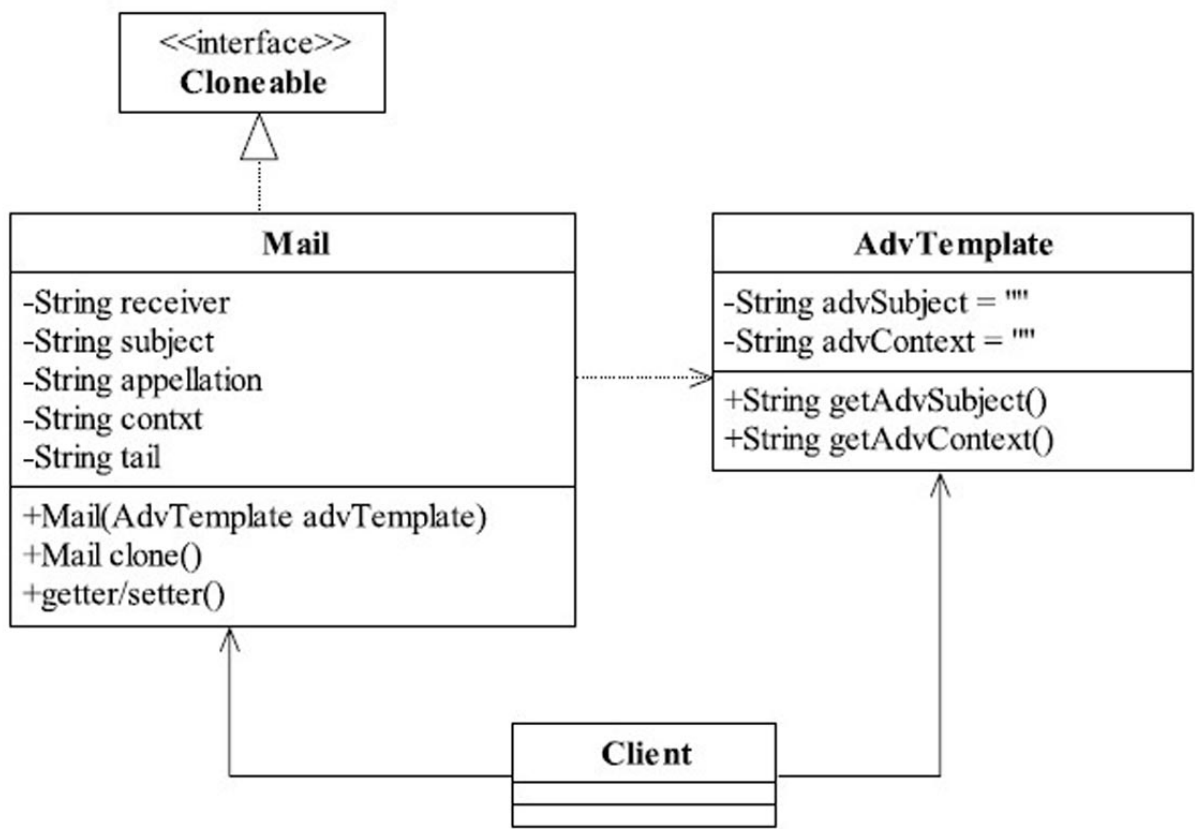 <<interface>>
Cloneable
Mail
-String receiver
-String subject
-String appellation
-String contxt
-String tail
+Mail(AdvTemplate advTemplate)
+Mail clone()
+getter/setter()
AdvTemplate
-String advSubject = ""
-String advContext = ""
+String getAdvSubject()
+String getAdvContext()
Client